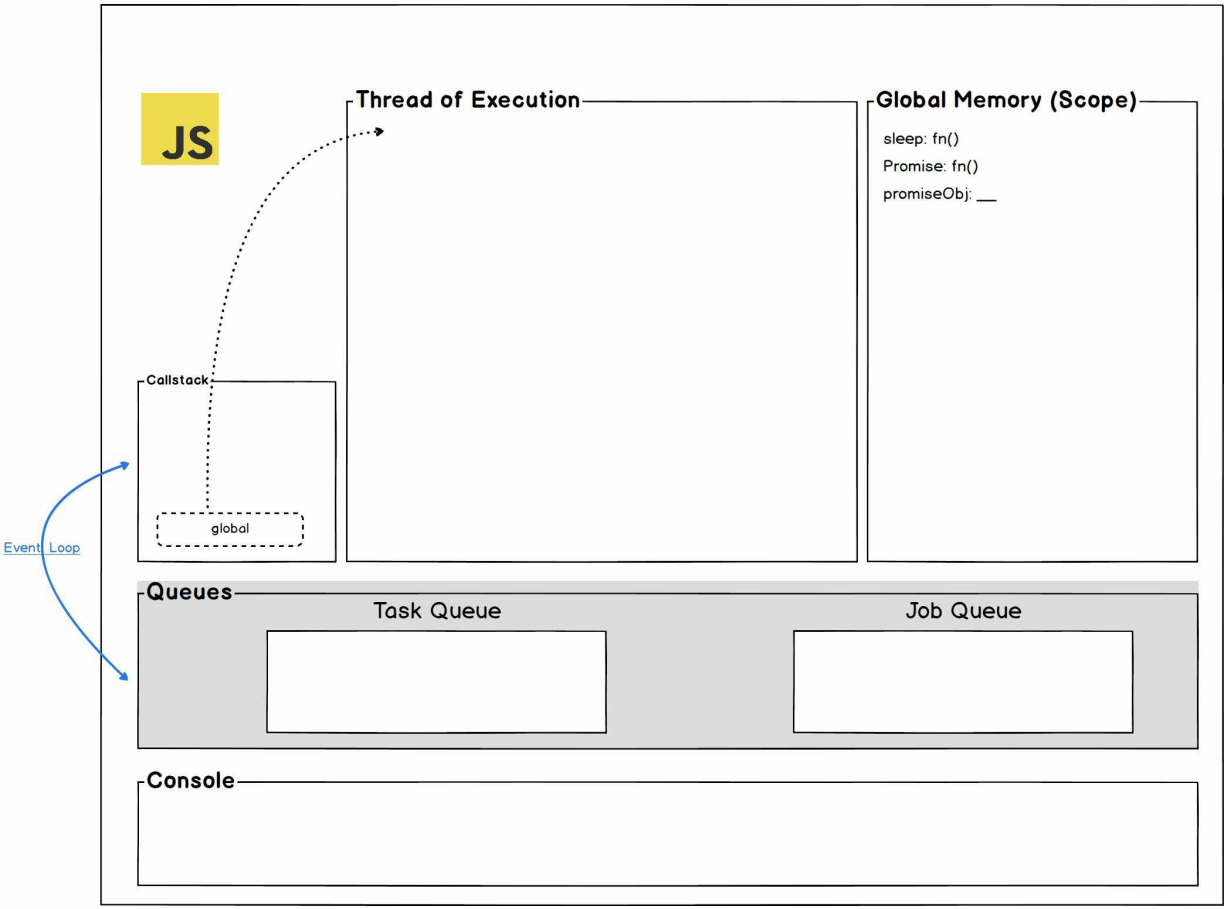 JS
Thread of Execution
Global Memory (Scope)
sleep: fn()
Promise: fn()
promiseObj: __
Callstack
global
Event Loop
Queues
Task Queue
Job Queue
Console